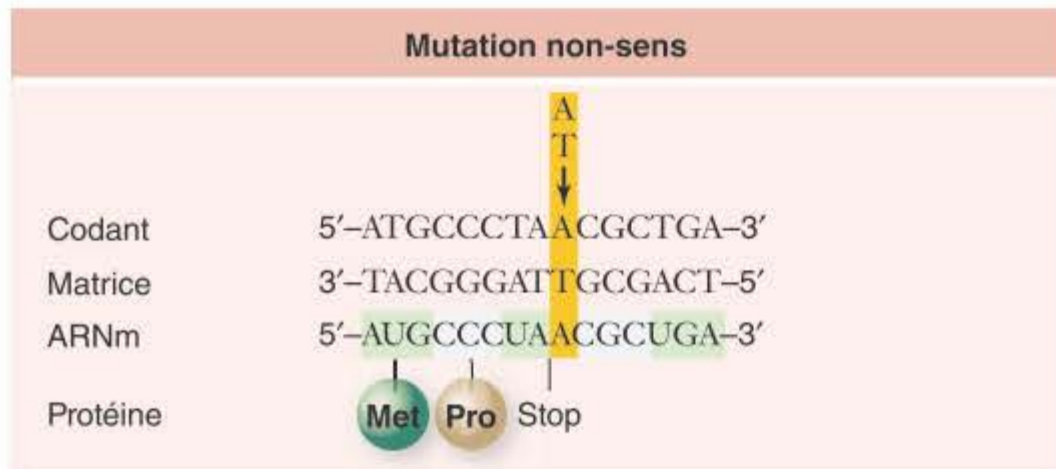 Mutation non-sens
A
T
Codant 5′–ATGCCCTAACGCTGA–3′
Matrice 3′–TACGGGATTGCGACT–5′
ARNm 5′–AUGCCCUAACGCUGA–3′
Protéine Met Pro Stop